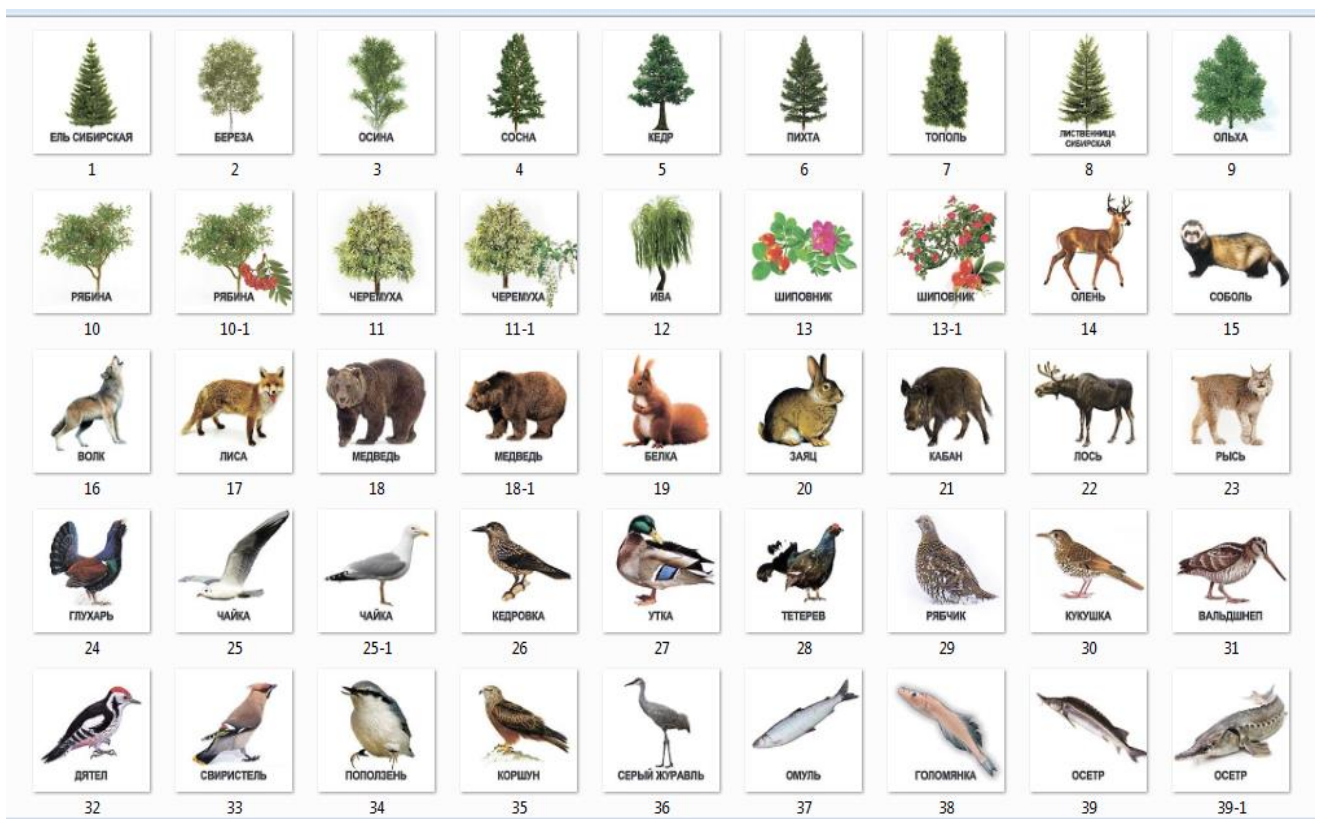 ЕЛЬ СИБИРСКАЯ
1
БЕРЕЗА
2
ОСИНА
3
СОСНА
4
КЕДР
5
ПИХТА
6
ТОПОЛЬ
7
ЛИСТВЕННИЦА
СИБИРСКАЯ
8
ОЛЬХА
9
РЯБИНА
10
РЯБИНА
10-1
ЧЕРЕМУХА
11
ЧЕРЕМУХА
11-1
ИВА
12
ШИПОВНИК
13
ШИПОВНИК
13-1
ОЛЕНЬ
14
СОБОЛЬ
15
ВОЛК
16
ЛИСА
17
МЕДВЕДЬ
18
МЕДВЕДЬ
18-1
БЕЛКА
19
ЗАЯЦ
20
КАБАН
21
ЛОСЬ
22
РЫСЬ
23
ГЛУХАРЬ
24
ЧАЙКА
25
ЧАЙКА
25-1
КЕДРОВКА
26
УТКА
27
ТЕТЕРЕВ
28
РЯБЧИК
29
КУКУШКА
30
ВАЛЬДШНЕП
31
ДЯТЕЛ
32
СВИРИСТЕЛЬ
33
ПОПОЛЗЕНЬ
34
КОРШУН
35
СЕРЫЙ ЖУРАВЛЬ
36
ОМУЛЬ
37
ГОЛОМЯНКА
38
ОСЕТР
39
ОСЕТР
39-1